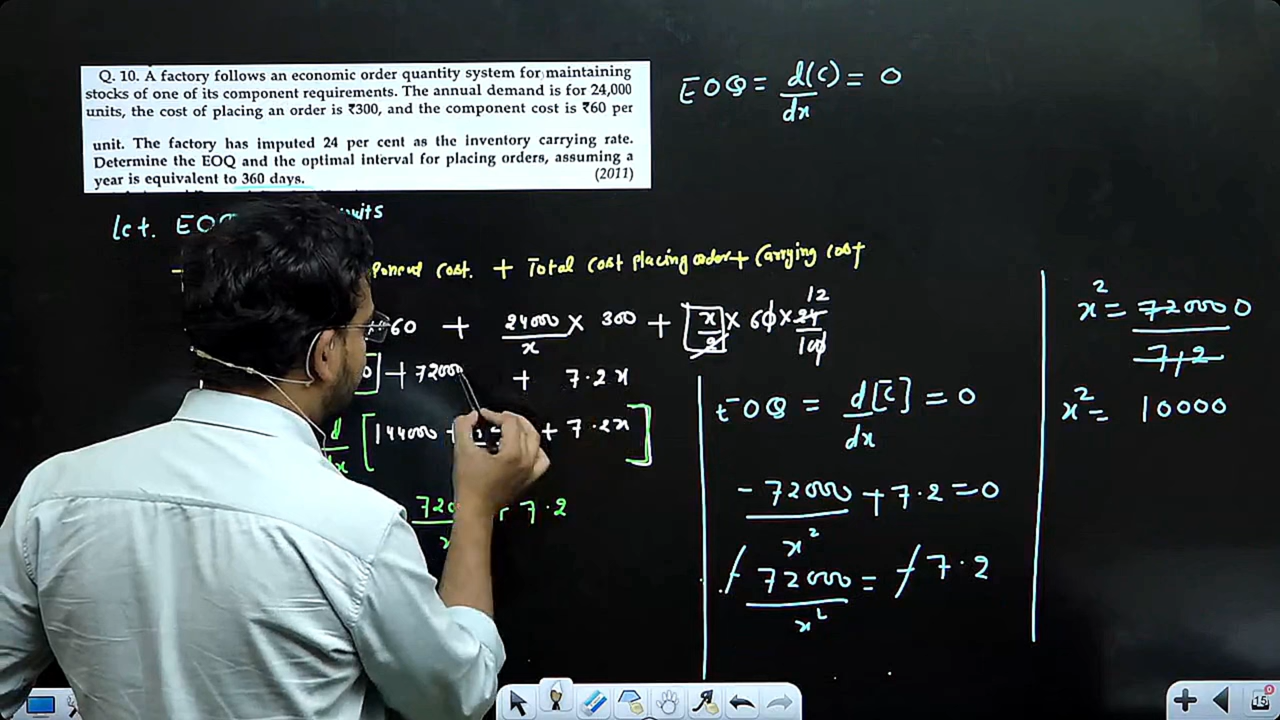 Q. 10. A factory follows an economic order quantity system for maintaining
stocks of one of its component requirements. The annual demand is for 24,000
units, the cost of placing an order is ₹300, and the component cost is ₹60 per
unit. The factory has imputed 24 per cent as the inventory carrying rate.
Determine the EOQ and the optimal interval for placing orders, assuming a
year is equivalent to 360 days. (2011)
EOQ = d(C)/dx = 0
let. EOQ
cost. + Total cost placing order + Carrying cost
60 + 24000/x × 300 + x/2 × 60 × 24/100 12
+ 72000 + 7.2x
d/dx [144000 + + 7.2x]
7.2
EOQ = d[C]/dx = 0
-72000/x² + 7.2 = 0
-72000/x² = -7.2
x² = 720000/7.2
x² = 10000
15